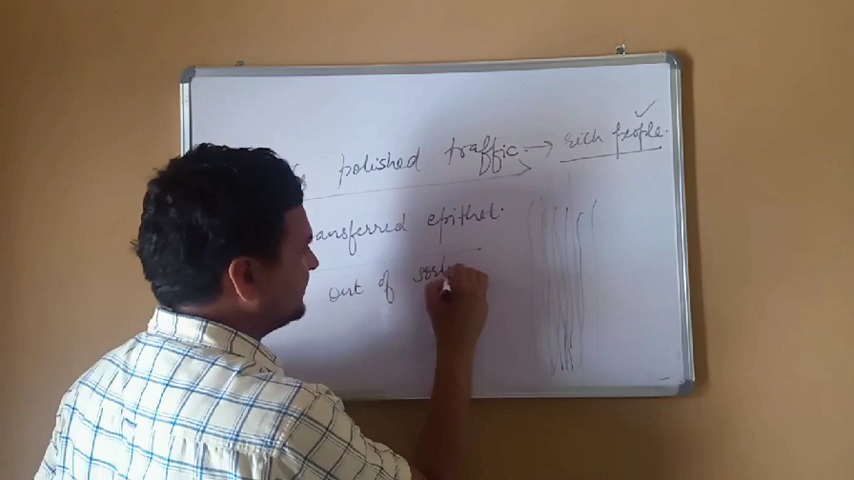 polished traffic. → rich people.
ansferred epithet.
out of